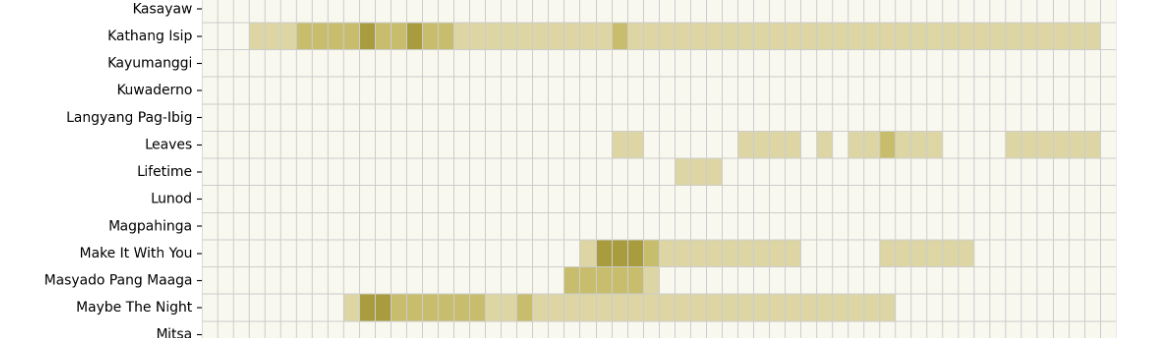 Kasayaw
Kathang Isip
Kayumanggi
Kuwaderno
Langyang Pag-Ibig
Leaves
Lifetime
Lunod
Magpahinga
Make It With You
Masyado Pang Maaga
Maybe The Night
Mitsa